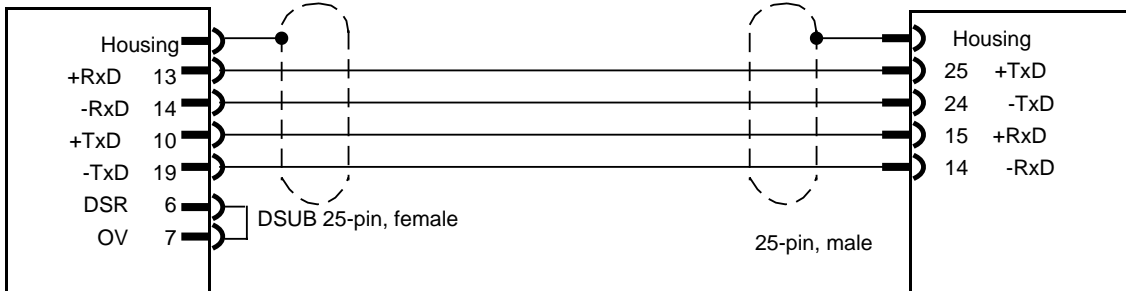 Housing Housing
+RxD 13 25 +TxD
-RxD 14 24 -TxD
+TxD 10 15 +RxD
-TxD 19 14 -RxD
DSR 6
DSUB 25-pin, female
OV 7
25-pin, male